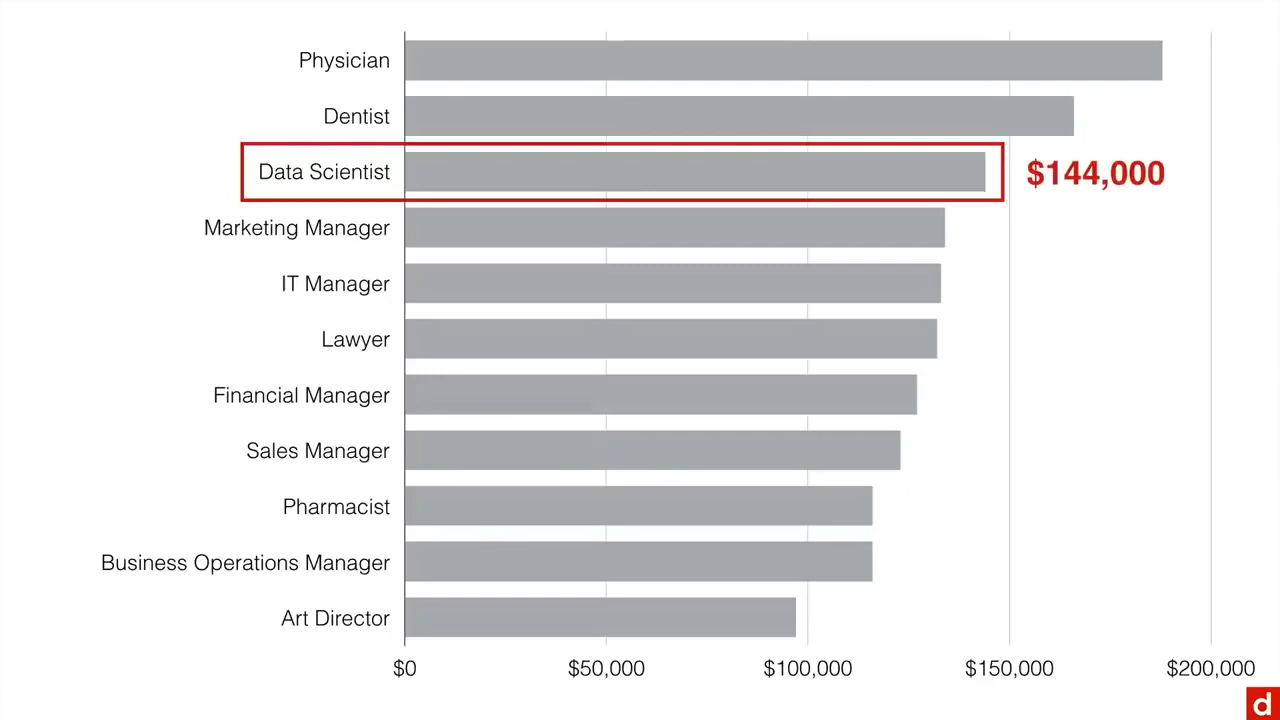 Physician
Dentist
Data Scientist
$144,000
Marketing Manager
IT Manager
Lawyer
Financial Manager
Sales Manager
Pharmacist
Business Operations Manager
Art Director
$0 $50,000 $100,000 $150,000 $200,000
d